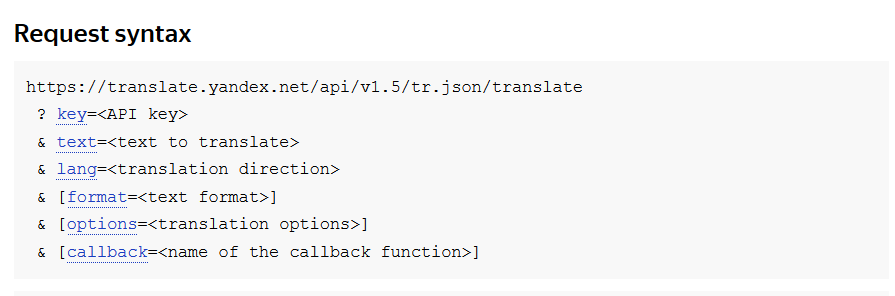 Request syntax
https://translate.yandex.net/api/v1.5/tr.json/translate
? key=<API key>
& text=<text to translate>
& lang=<translation direction>
& [format=<text format>]
& [options=<translation options>]
& [callback=<name of the callback function>]